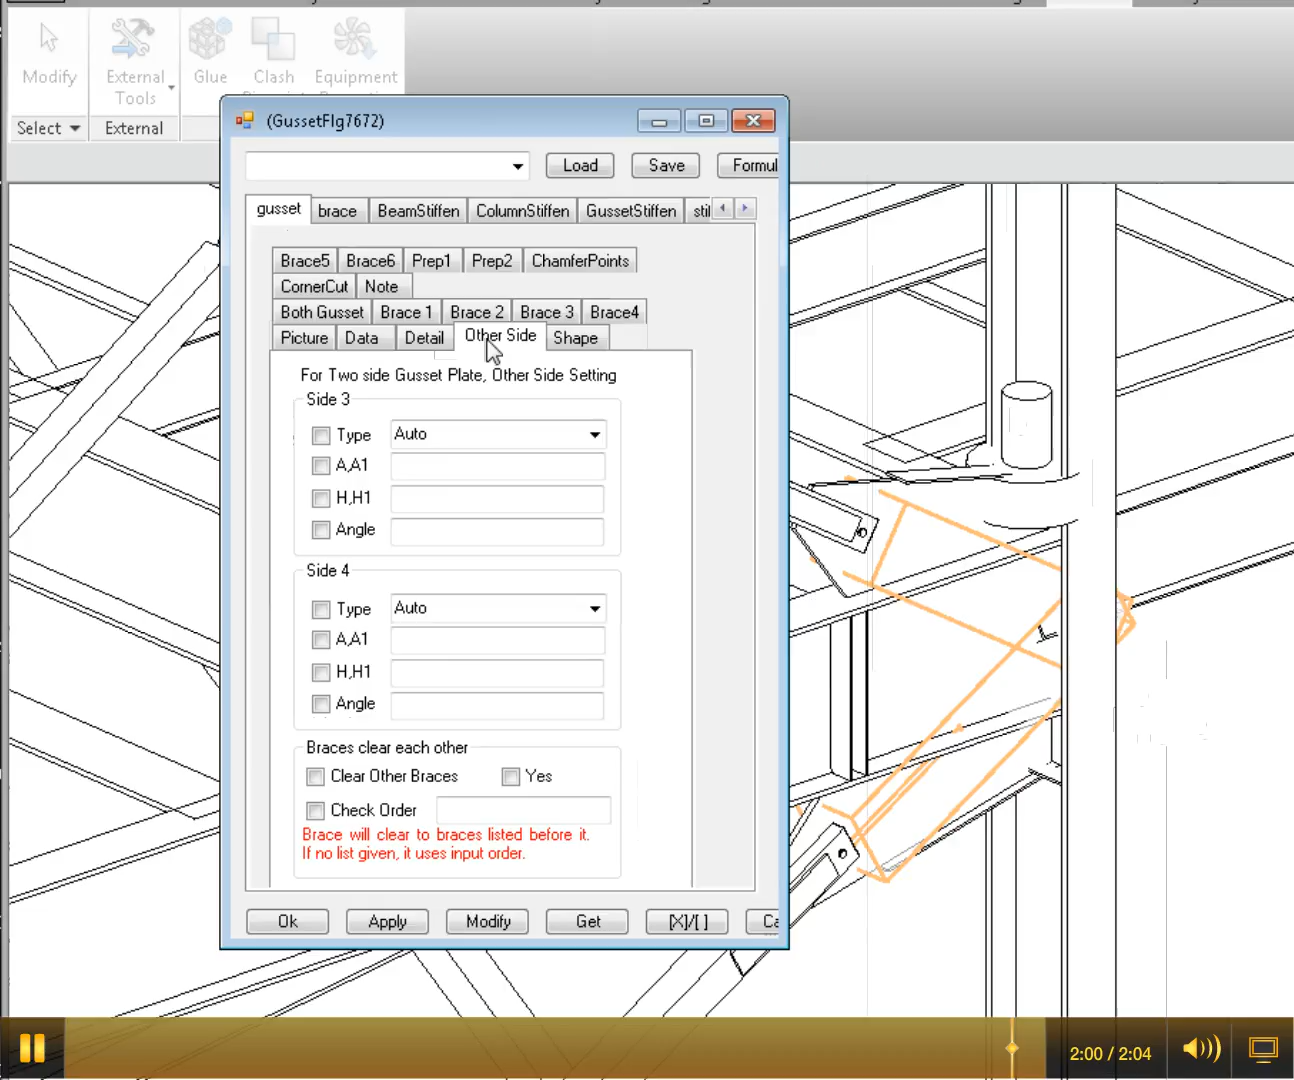 Modify
External
Tools
Glue
Clash
Equipment
Select
External
(GussetFlg7672)
Load
Save
Formul
gusset
brace
BeamStiffen
ColumnStiffen
GussetStiffen
stil
Brace5
Brace6
Prep1
Prep2
ChamferPoints
CornerCut
Note
Both Gusset
Brace 1
Brace 2
Brace 3
Brace4
Picture
Data
Detail
Other Side
Shape
For Two side Gusset Plate, Other Side Setting
Side 3
Type
Auto
A,A1
H,H1
Angle
Side 4
Type
Auto
A,A1
H,H1
Angle
Braces clear each other
Clear Other Braces
Yes
Check Order
Brace will clear to braces listed before it.
If no list given, it uses input order.
Ok
Apply
Modify
Get
[X]/[ ]
Ca
2:00 / 2:04